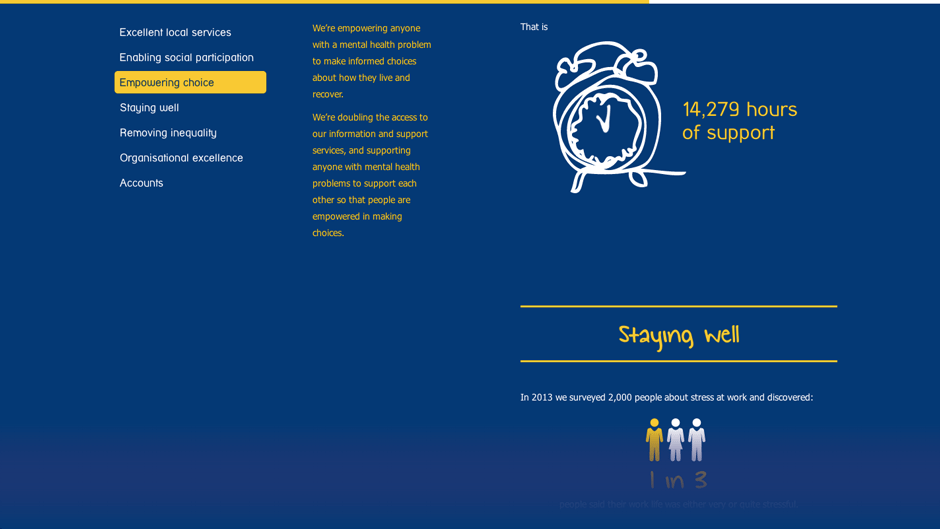 Excellent local services
Enabling social participation
Empowering choice
Staying well
Removing inequality
Organisational excellence
Accounts
We're empowering anyone
with a mental health problem
to make informed choices
about how they live and
recover.
We're doubling the access to
our information and support
services, and supporting
anyone with mental health
problems to support each
other so that people are
empowered in making
choices.
That is
14,279 hours
of support
Staying well
In 2013 we surveyed 2,000 people about stress at work and discovered:
1 in 3